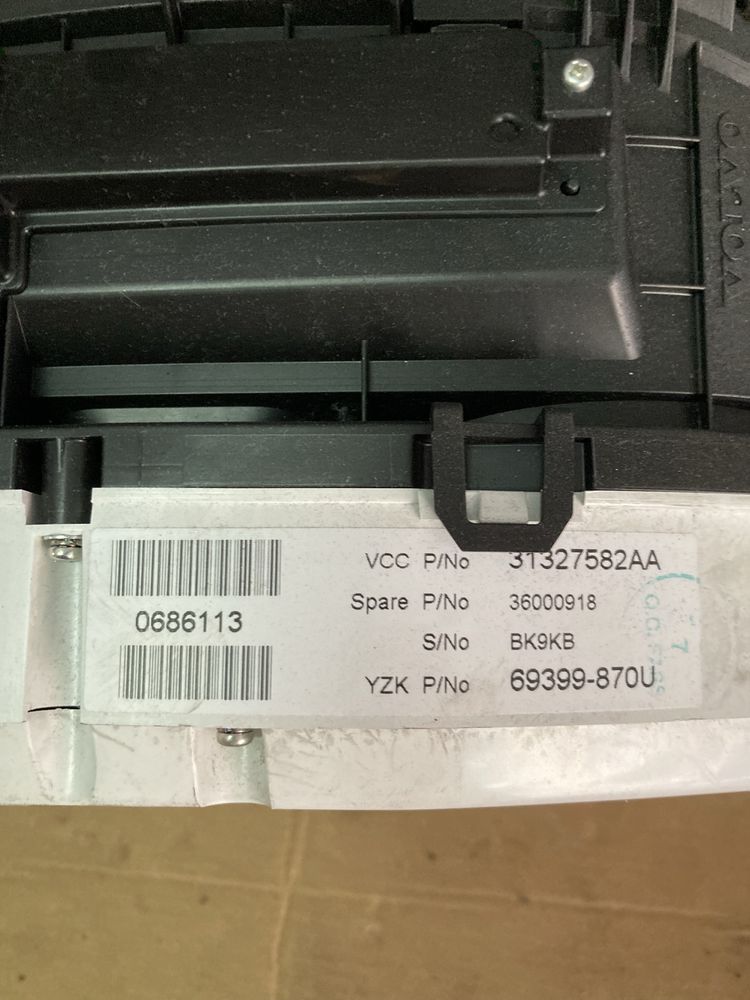 VCC P/No 31327582AA
0686113
Spare P/No 36000918
S/No BK9KB
YZK P/No 69399-870U